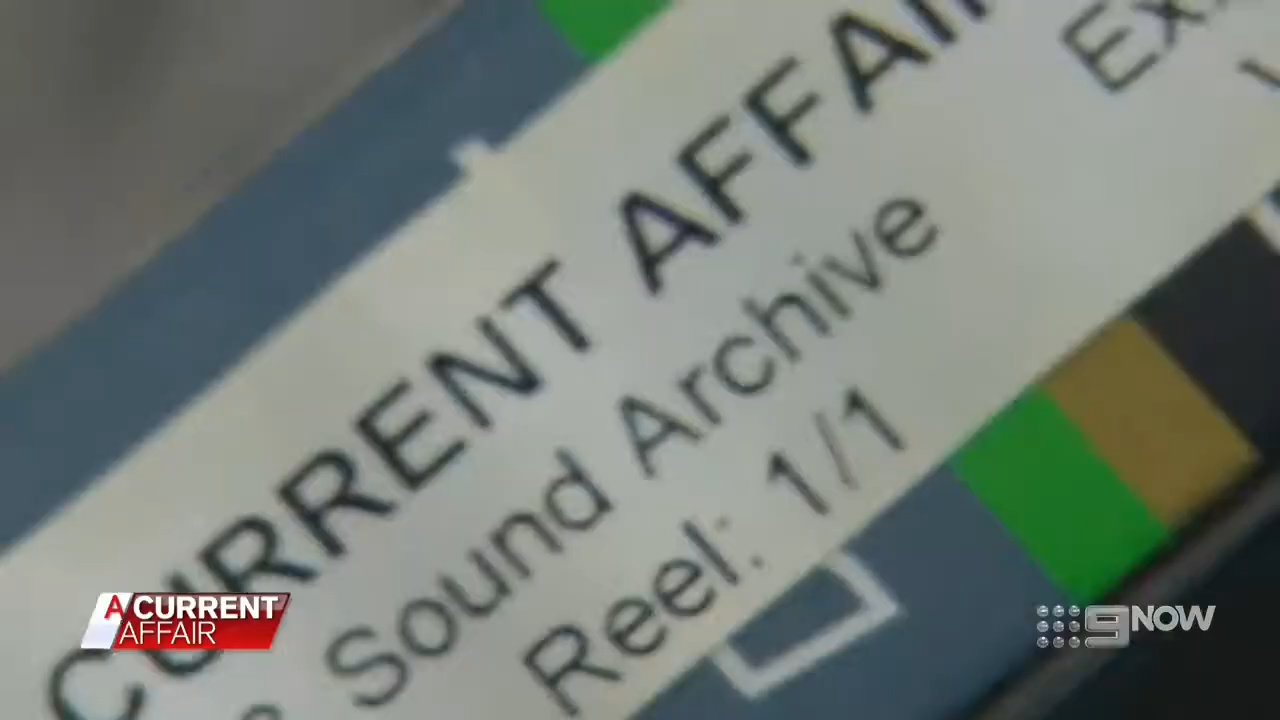 CURRENT AFFAI
Sound Archive
Reel: 1/1
A CURRENT
AFFAIR
9NOW